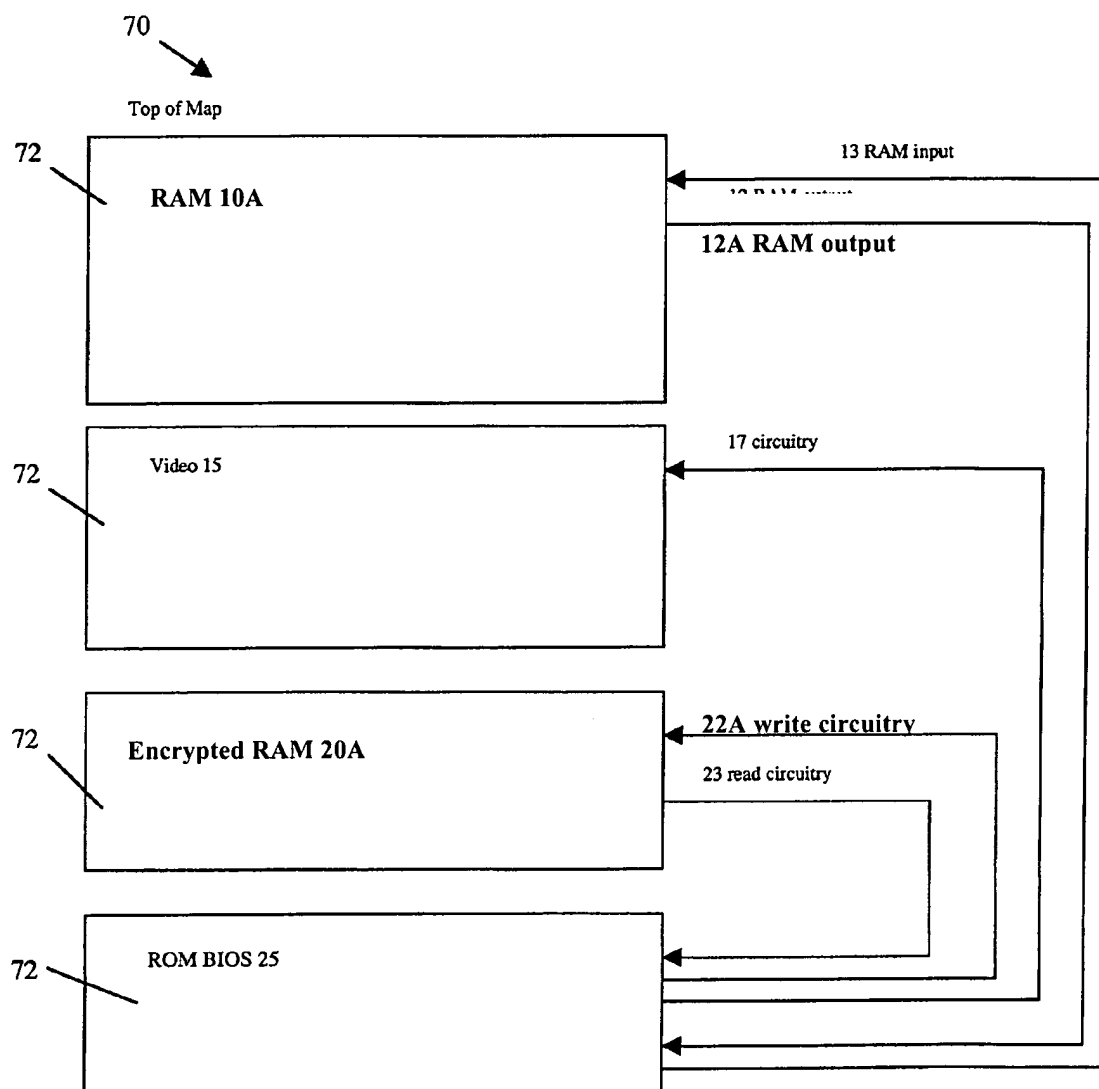 70
Top of Map
72
13 RAM input
RAM 10A
12A RAM output
72
Video 15
17 circuitry
72
Encrypted RAM 20A
22A write circuitry
23 read circuitry
72
ROM BIOS 25